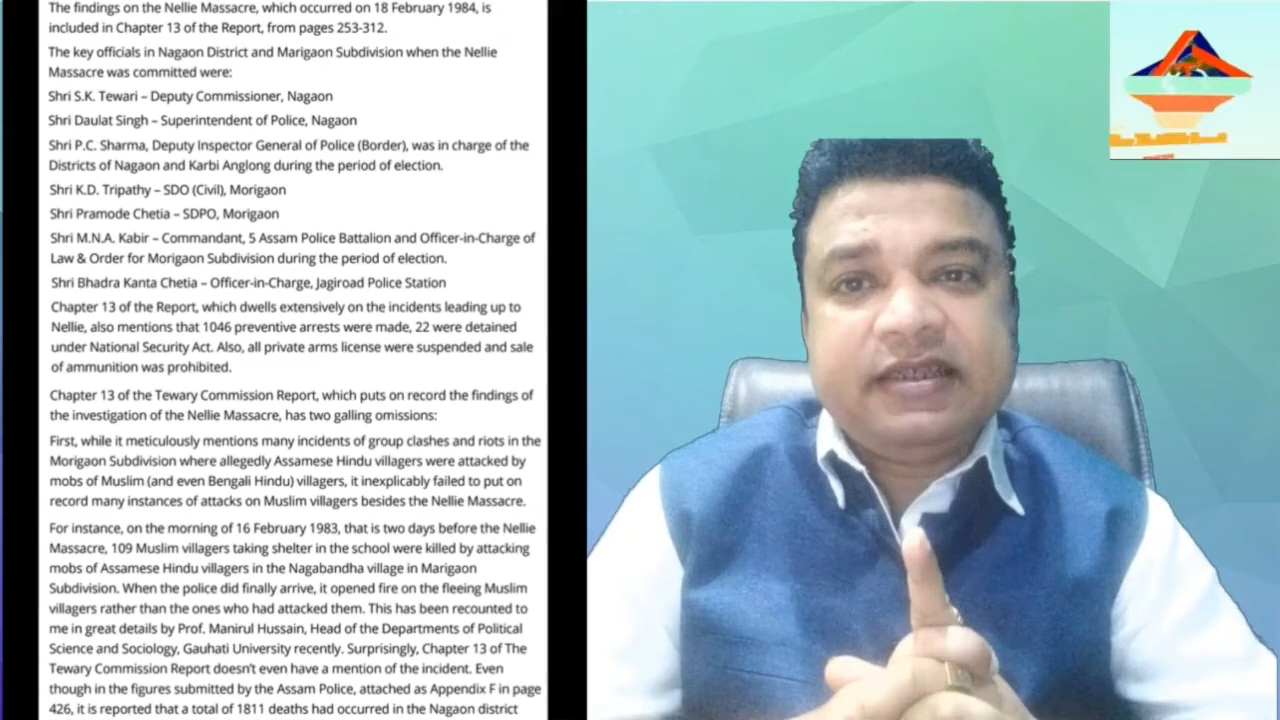 The findings on the Nellie Massacre, which occurred on 18 February 1984, is
included in Chapter 13 of the Report, from pages 253-312.
The key officials in Nagaon District and Marigaon Subdivision when the Nellie
Massacre was committed were:
Shri S.K. Tewari – Deputy Commissioner, Nagaon
Shri Daulat Singh – Superintendent of Police, Nagaon
Shri P.C. Sharma, Deputy Inspector General of Police (Border), was in charge of the
Districts of Nagaon and Karbi Anglong during the period of election.
Shri K.D. Tripathy – SDO (Civil), Morigaon
Shri Pramode Chetia – SDPO, Morigaon
Shri M.N.A. Kabir – Commandant, 5 Assam Police Battalion and Officer-in-Charge of
Law & Order for Morigaon Subdivision during the period of election.
Shri Bhadra Kanta Chetia – Officer-in-Charge, Jagiroad Police Station
Chapter 13 of the Report, which dwells extensively on the incidents leading up to
Nellie, also mentions that 1046 preventive arrests were made, 22 were detained
under National Security Act. Also, all private arms license were suspended and sale
of ammunition was prohibited.
Chapter 13 of the Tewary Commission Report, which puts on record the findings of
the investigation of the Nellie Massacre, has two galling omissions:
First, while it meticulously mentions many incidents of group clashes and riots in the
Morigaon Subdivision where allegedly Assamese Hindu villagers were attacked by
mobs of Muslim (and even Bengali Hindu) villagers, it inexplicably failed to put on
record many instances of attacks on Muslim villagers besides the Nellie Massacre.
For instance, on the morning of 16 February 1983, that is two days before the Nellie
Massacre, 109 Muslim villagers taking shelter in the school were killed by attacking
mobs of Assamese Hindu villagers in the Nagabandha village in Marigaon
Subdivision. When the police did finally arrive, it opened fire on the fleeing Muslim
villagers rather than the ones who had attacked them. This has been recounted to
me in great details by Prof. Manirul Hussain, Head of the Departments of Political
Science and Sociology, Gauhati University recently. Surprisingly, Chapter 13 of The
Tewary Commission Report doesn't even have a mention of the incident. Even
though in the figures submitted by the Assam Police, attached as Appendix F in page
426, it is reported that a total of 1811 deaths had occurred in the Nagaon district